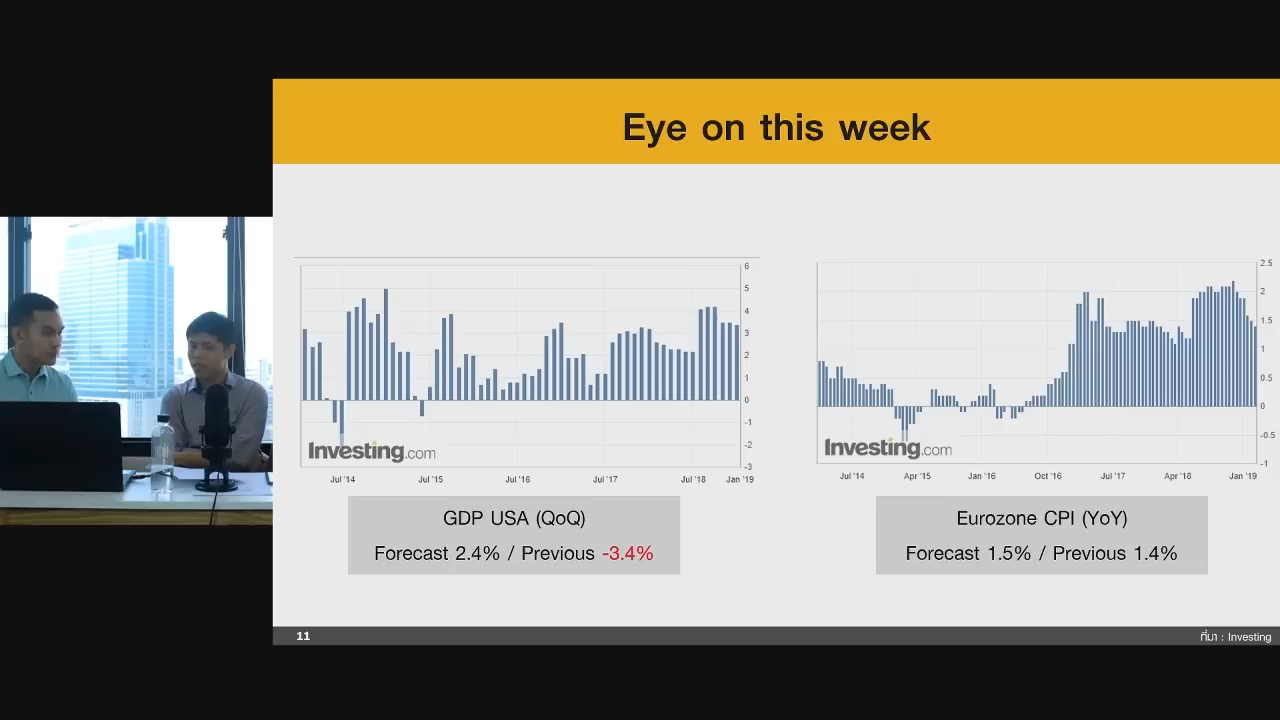 Eye on this week
6
5
4
3
2
1
0
-1
-2
-3
Investing.com
Jul '14
Jul '15
Jul '16
Jul '17
Jul '18
Jan '19
GDP USA (QoQ)
Forecast 2.4% / Previous -3.4%
2.5
2
1.5
1
0.5
0
-0.5
-1
Investing.com
Jul '14
Apr '15
Jan '16
Oct '16
Jul '17
Apr '18
Jan '19
Eurozone CPI (YoY)
Forecast 1.5% / Previous 1.4%
11
ที่มา : Investing